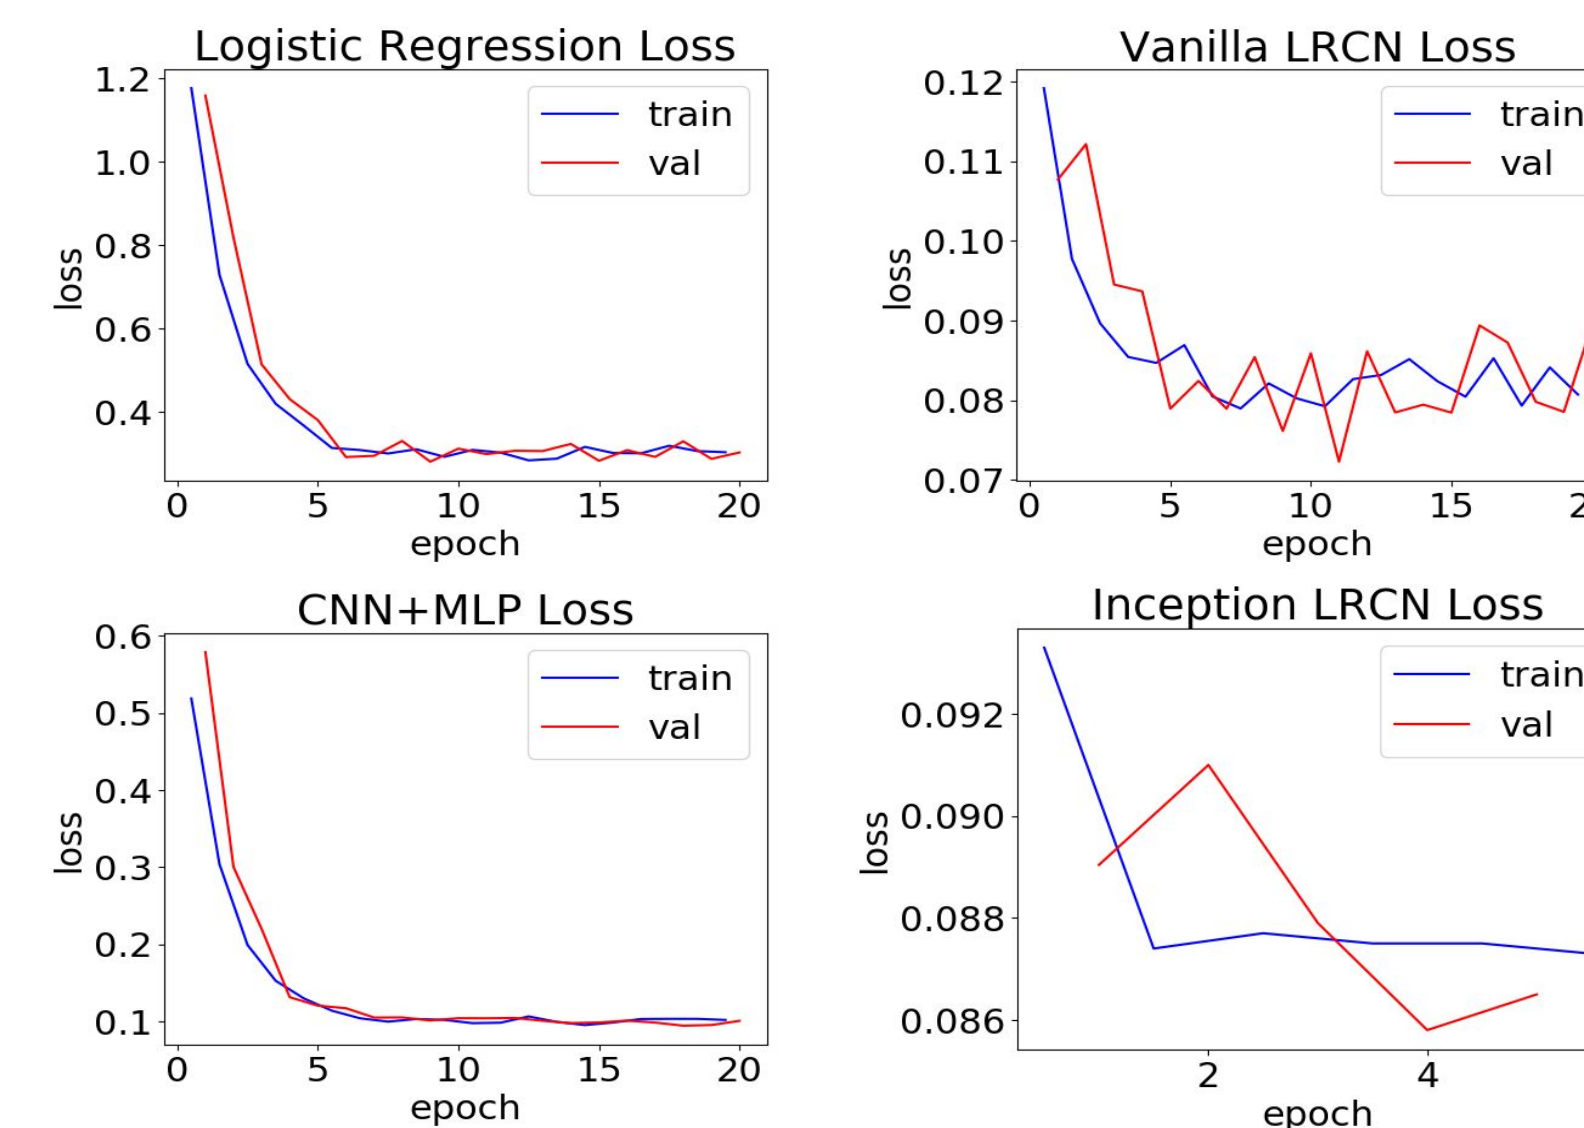 Logistic Regression Loss
1.2
1.0
0.8
0.6
0.4
loss
train
val
0 5 10 15 20
epoch
Vanilla LRCN Loss
0.12
0.11
0.10
0.09
0.08
0.07
loss
train
val
0 5 10 15 2
epoch
CNN+MLP Loss
0.6
0.5
0.4
0.3
0.2
0.1
loss
train
val
0 5 10 15 20
epoch
Inception LRCN Loss
0.092
0.090
0.088
0.086
loss
train
val
2 4
epoch